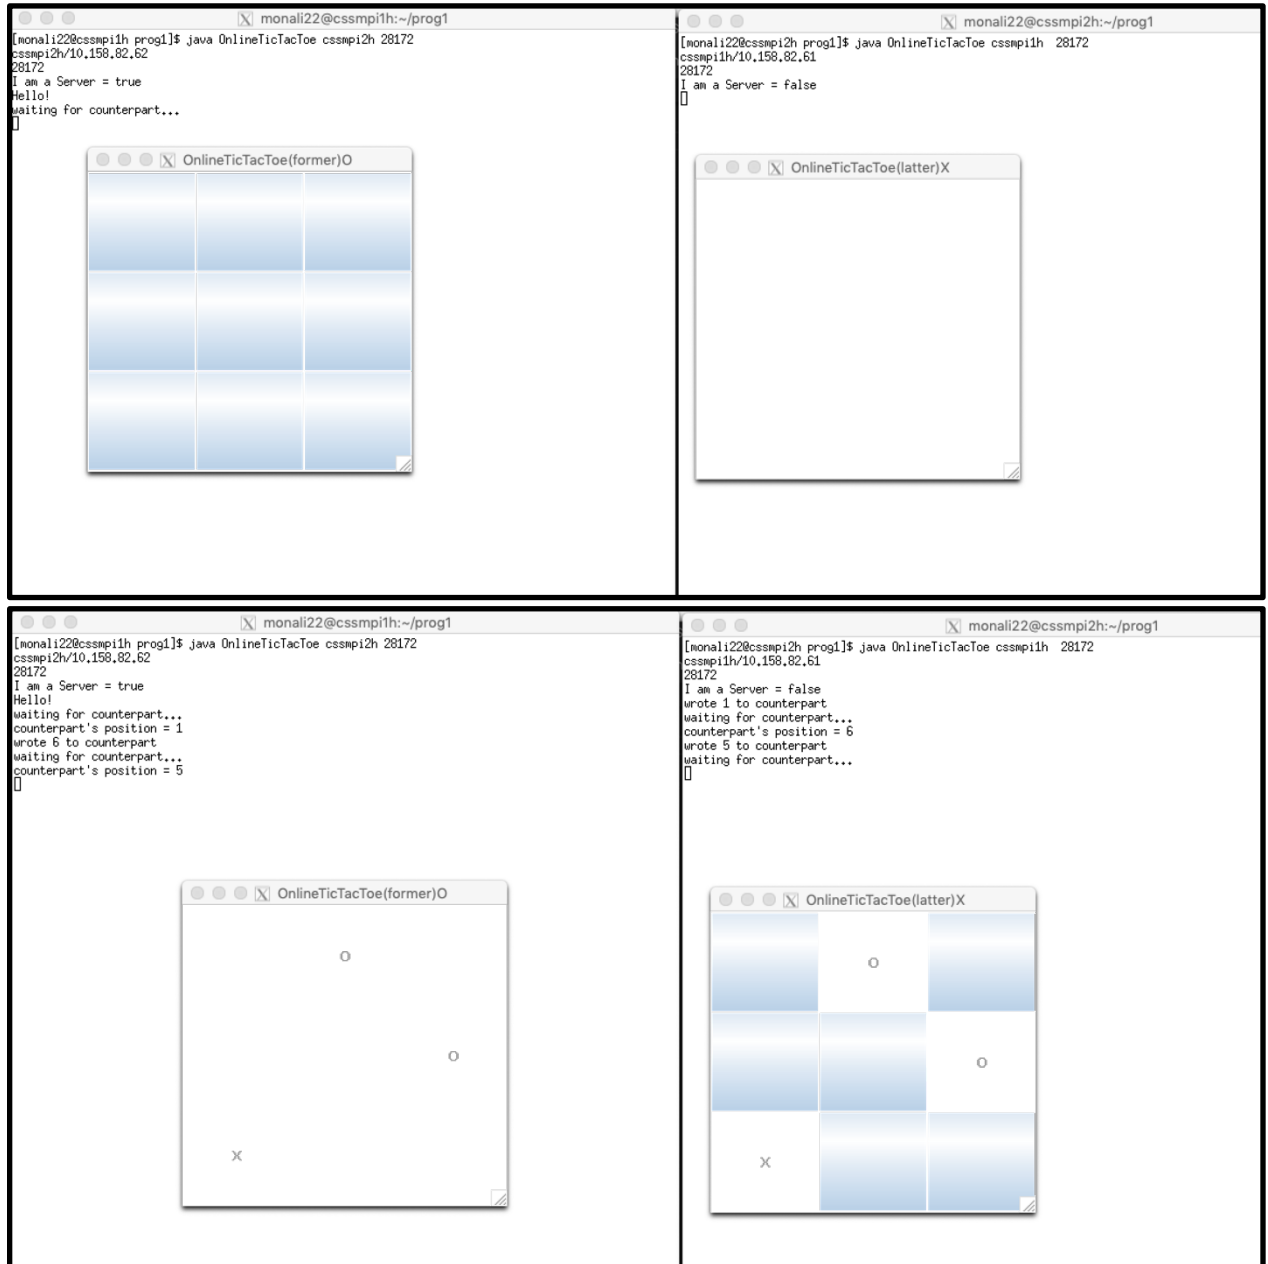 monali22@cssmpi1h:~/prog1
[monali22@cssmpi1h prog1]$ java OnlineTicTacToe cssmpi2h 28172
cssmpi2h/10.158.82.62
28172
I am a Server = true
Hello!
waiting for counterpart...
OnlineTicTacToe(former)O
monali22@cssmpi2h:~/prog1
[monali22@cssmpi2h prog1]$ java OnlineTicTacToe cssmpi1h  28172
cssmpi1h/10.158.82.61
28172
I am a Server = false
OnlineTicTacToe(latter)X
monali22@cssmpi1h:~/prog1
[monali22@cssmpi1h prog1]$ java OnlineTicTacToe cssmpi2h 28172
cssmpi2h/10.158.82.62
28172
I am a Server = true
Hello!
waiting for counterpart...
counterpart's position = 1
wrote 6 to counterpart
waiting for counterpart...
counterpart's position = 5
OnlineTicTacToe(former)O
O
O
X
monali22@cssmpi2h:~/prog1
[monali22@cssmpi2h prog1]$ java OnlineTicTacToe cssmpi1h  28172
cssmpi1h/10.158.82.61
28172
I am a Server = false
wrote 1 to counterpart
waiting for counterpart...
counterpart's position = 6
wrote 5 to counterpart
waiting for counterpart...
OnlineTicTacToe(latter)X
O
O
X